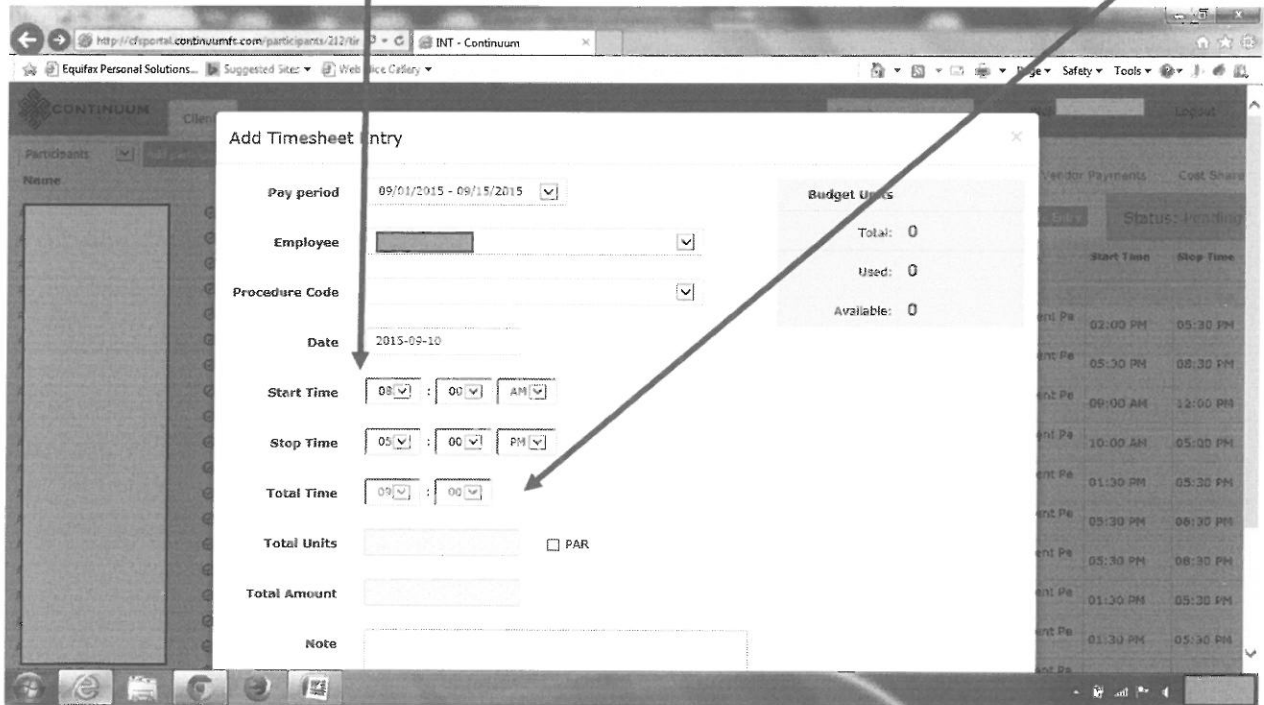 http://cfsportal.continuumfs.com/participants/212/tir
INT - Continuum
Equifax Personal Solutions...
Suggested Sites
Page Safety Tools
CONTINUUM
Logout
Add Timesheet Entry
Participants
Name
Vendor Payments Cost Share
Pay period 09/01/2015 - 09/15/2015
Budget Units
Status: Pending
Employee
Total: 0
Start Time Stop Time
Used: 0
Procedure Code
Available: 0
02:00 PM 05:30 PM
Date 2015-09-10
05:30 PM 08:30 PM
Start Time 08 : 00 AM
09:00 AM 12:00 PM
Stop Time 05 : 00 PM
10:00 AM 05:00 PM
Total Time 09 : 00
01:30 PM 05:30 PM
05:30 PM 06:30 PM
Total Units PAR
05:30 PM 08:30 PM
Total Amount
01:30 PM 05:30 PM
Note
01:30 PM 05:30 PM